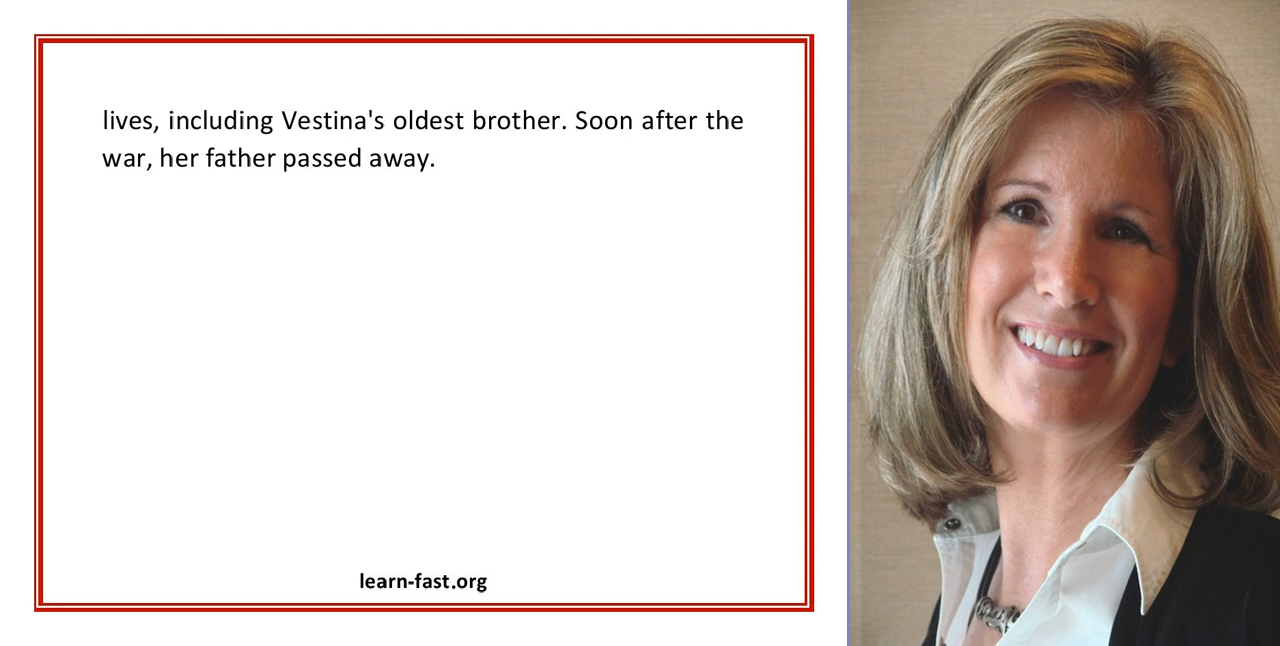 lives, including Vestina's oldest brother. Soon after the
war, her father passed away.
learn-fast.org